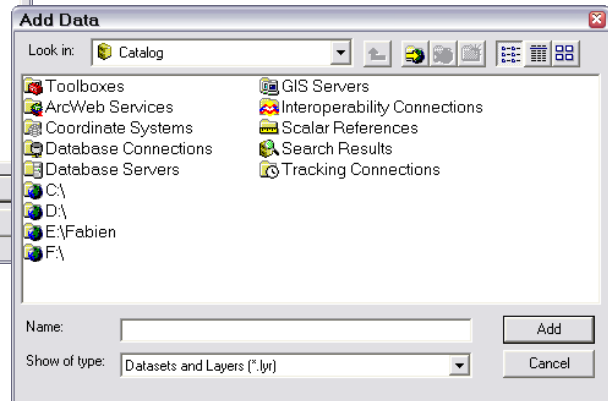 Add Data
Look in: Catalog
Toolboxes
ArcWeb Services
Coordinate Systems
Database Connections
Database Servers
C:\
D:\
E:\Fabien
F:\
GIS Servers
Interoperability Connections
Scalar References
Search Results
Tracking Connections
Name:
Add
Show of type: Datasets and Layers (*.lyr)
Cancel